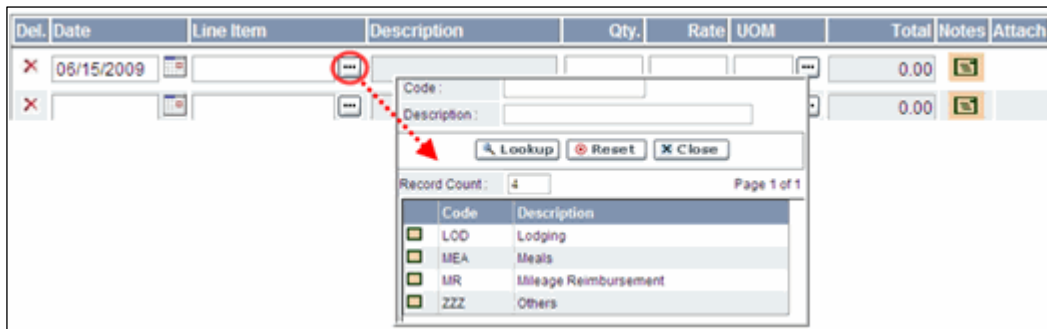 Del. Date Line Item Description Qty. Rate UOM Total Notes Attach
06/15/2009 0.00
0.00
Code :
Description :
Lookup Reset Close
Record Count : 4 Page 1 of 1
Code Description
LOD Lodging
MEA Meals
MR Mileage Reimbursement
ZZZ Others